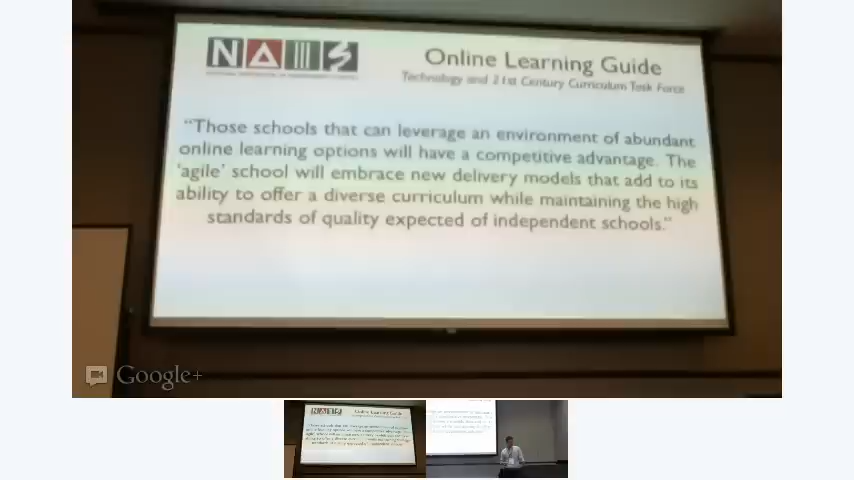 NAIS
Online Learning Guide
Technology and 21st Century Curriculum Task Force
“Those schools that can leverage an environment of abundant
online learning options will have a competitive advantage. The
‘agile’ school will embrace new delivery models that add to its
ability to offer a diverse curriculum while maintaining the high
standards of quality expected of independent schools.”
Google+